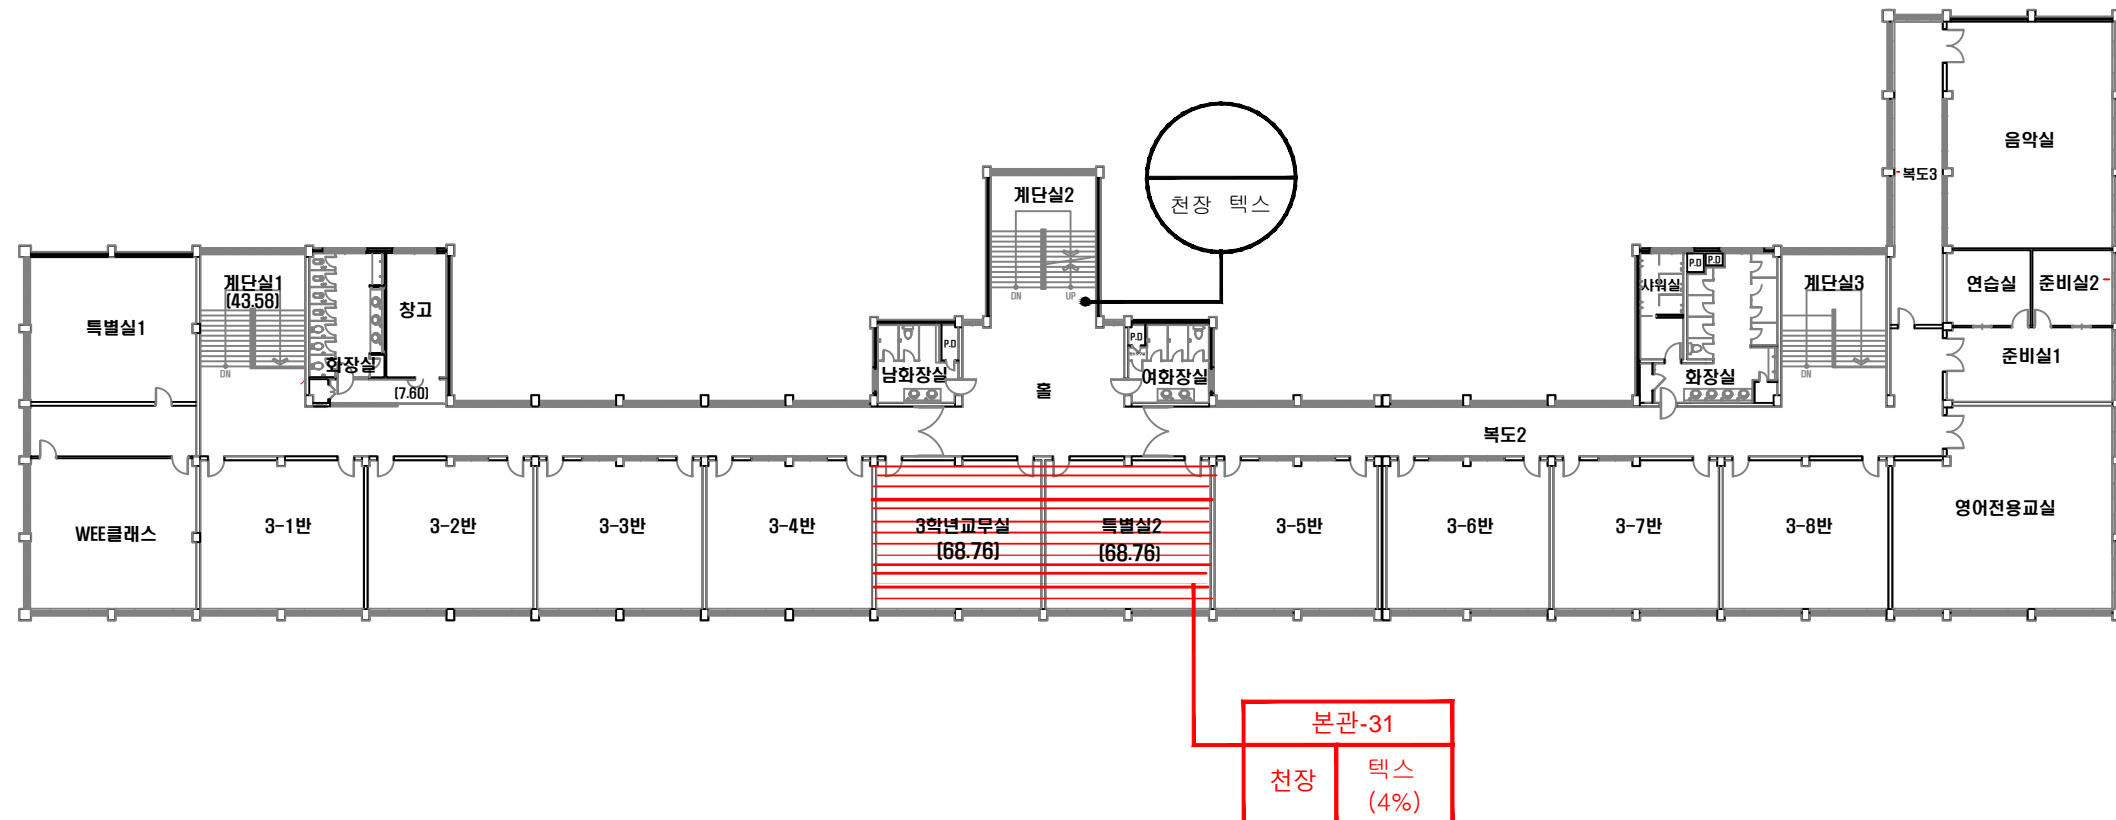 음악실
복도3
계단실2
천장 텍스
DN
UP
계단실1
(43.58)
DN
창고
특별실1
화장실
(7.60)
P.D
남화장실
홀
P.D
여화장실
샤워실
P.D
P.D
화장실
계단실3
DN
연습실
준비실2
준비실1
복도2
WEE클래스
3-1반
3-2반
3-3반
3-4반
3학년교무실
(68.76)
특별실2
(68.76)
3-5반
3-6반
3-7반
3-8반
영어전용교실
본관-31
천장
텍스
(4%)